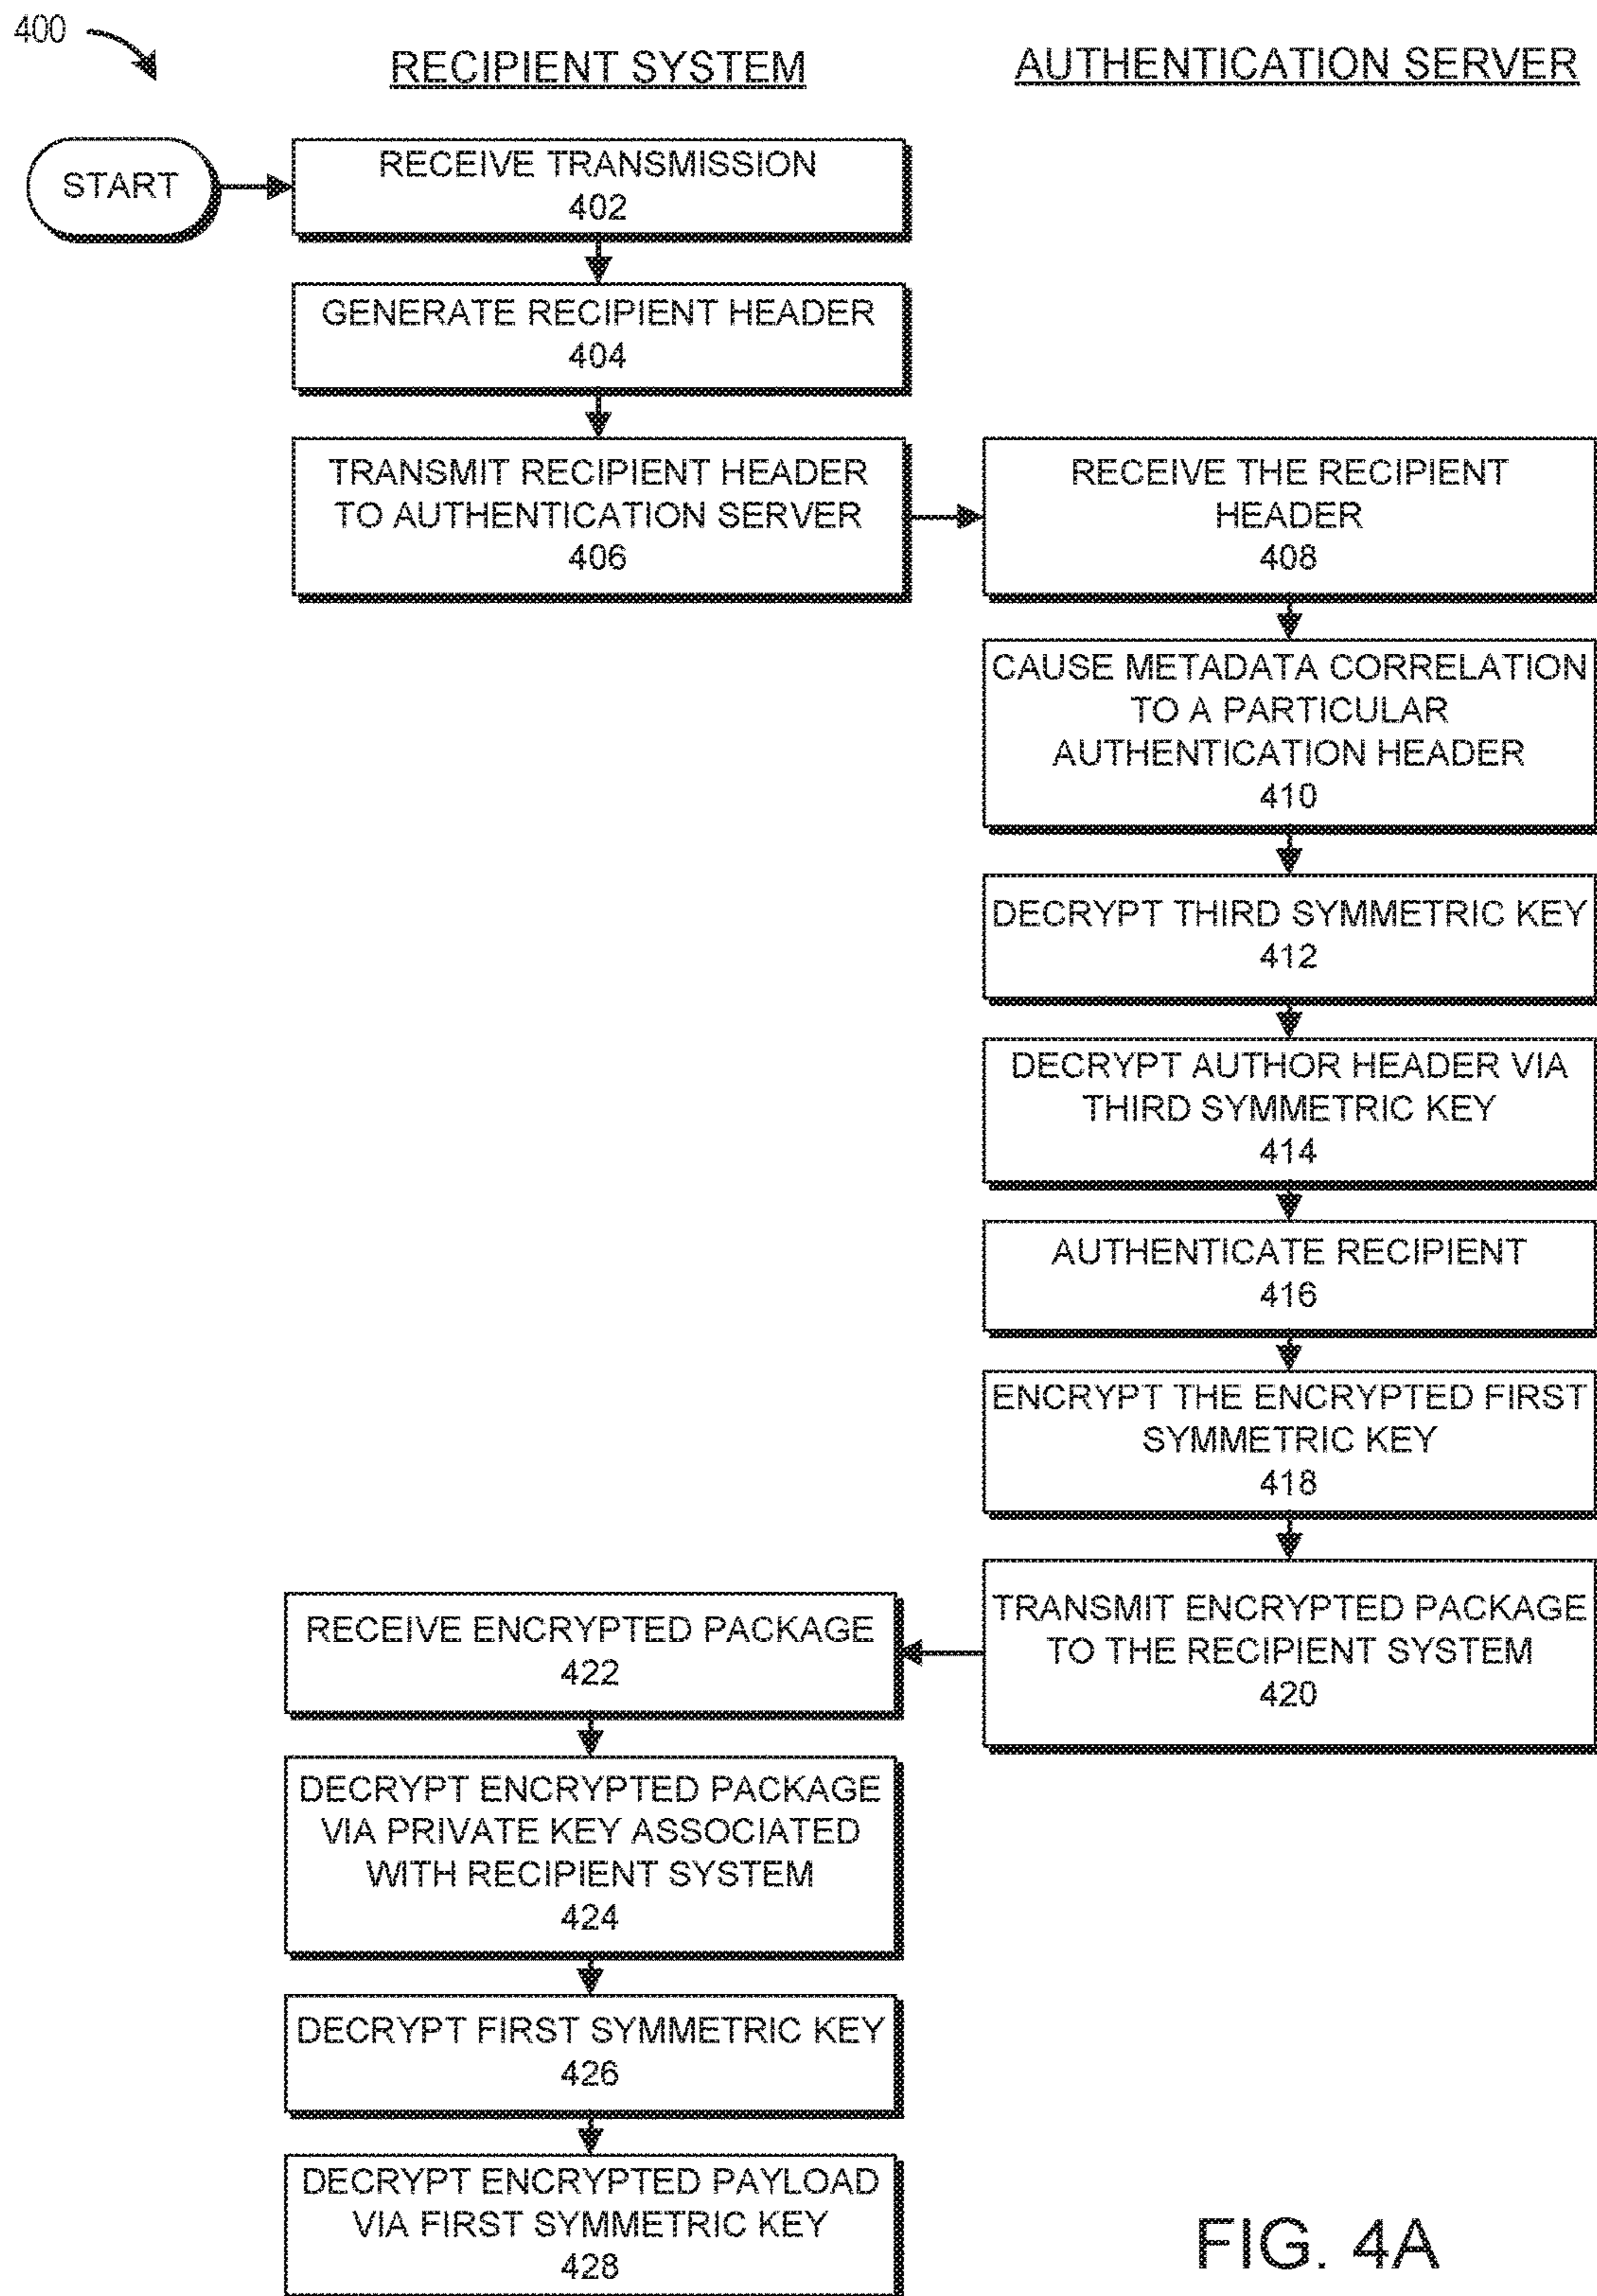 400
RECIPIENT SYSTEM
AUTHENTICATION SERVER
START
RECEIVE TRANSMISSION
402
GENERATE RECIPIENT HEADER
404
TRANSMIT RECIPIENT HEADER
TO AUTHENTICATION SERVER
406
RECEIVE THE RECIPIENT
HEADER
408
CAUSE METADATA CORRELATION
TO A PARTICULAR
AUTHENTICATION HEADER
410
DECRYPT THIRD SYMMETRIC KEY
412
DECRYPT AUTHOR HEADER VIA
THIRD SYMMETRIC KEY
414
AUTHENTICATE RECIPIENT
416
ENCRYPT THE ENCRYPTED FIRST
SYMMETRIC KEY
418
TRANSMIT ENCRYPTED PACKAGE
TO THE RECIPIENT SYSTEM
420
RECEIVE ENCRYPTED PACKAGE
422
DECRYPT ENCRYPTED PACKAGE
VIA PRIVATE KEY ASSOCIATED
WITH RECIPIENT SYSTEM
424
DECRYPT FIRST SYMMETRIC KEY
426
DECRYPT ENCRYPTED PAYLOAD
VIA FIRST SYMMETRIC KEY
428
FIG. 4A